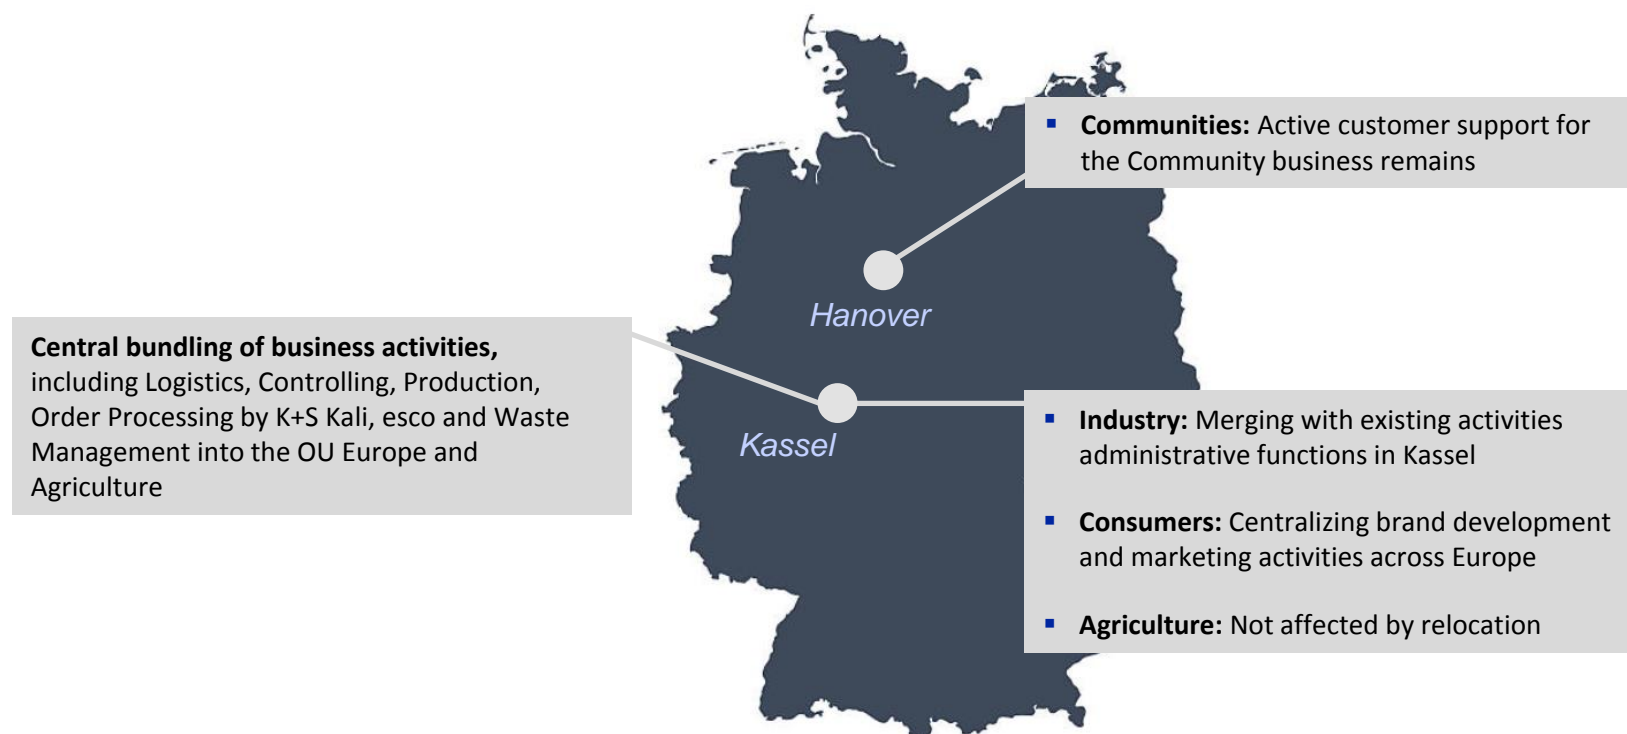 ▪ Communities: Active customer support for
the Community business remains
Hanover
Central bundling of business activities,
including Logistics, Controlling, Production,
Order Processing by K+S Kali, esco and Waste
Management into the OU Europe and
Agriculture
Kassel
▪ Industry: Merging with existing activities
administrative functions in Kassel
▪ Consumers: Centralizing brand development
and marketing activities across Europe
▪ Agriculture: Not affected by relocation